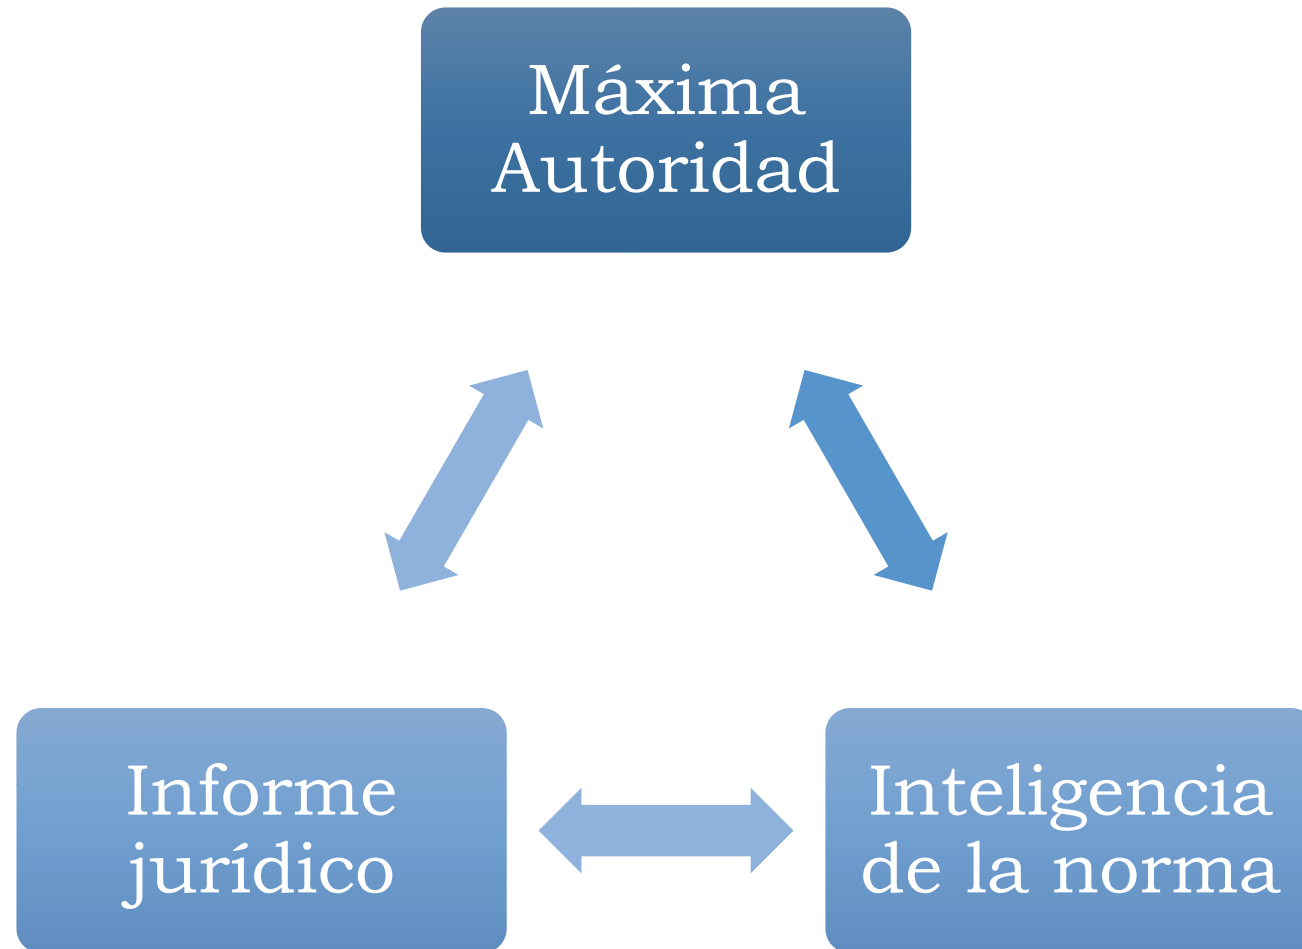 Máxima
Autoridad
Informe
jurídico
Inteligencia
de la norma